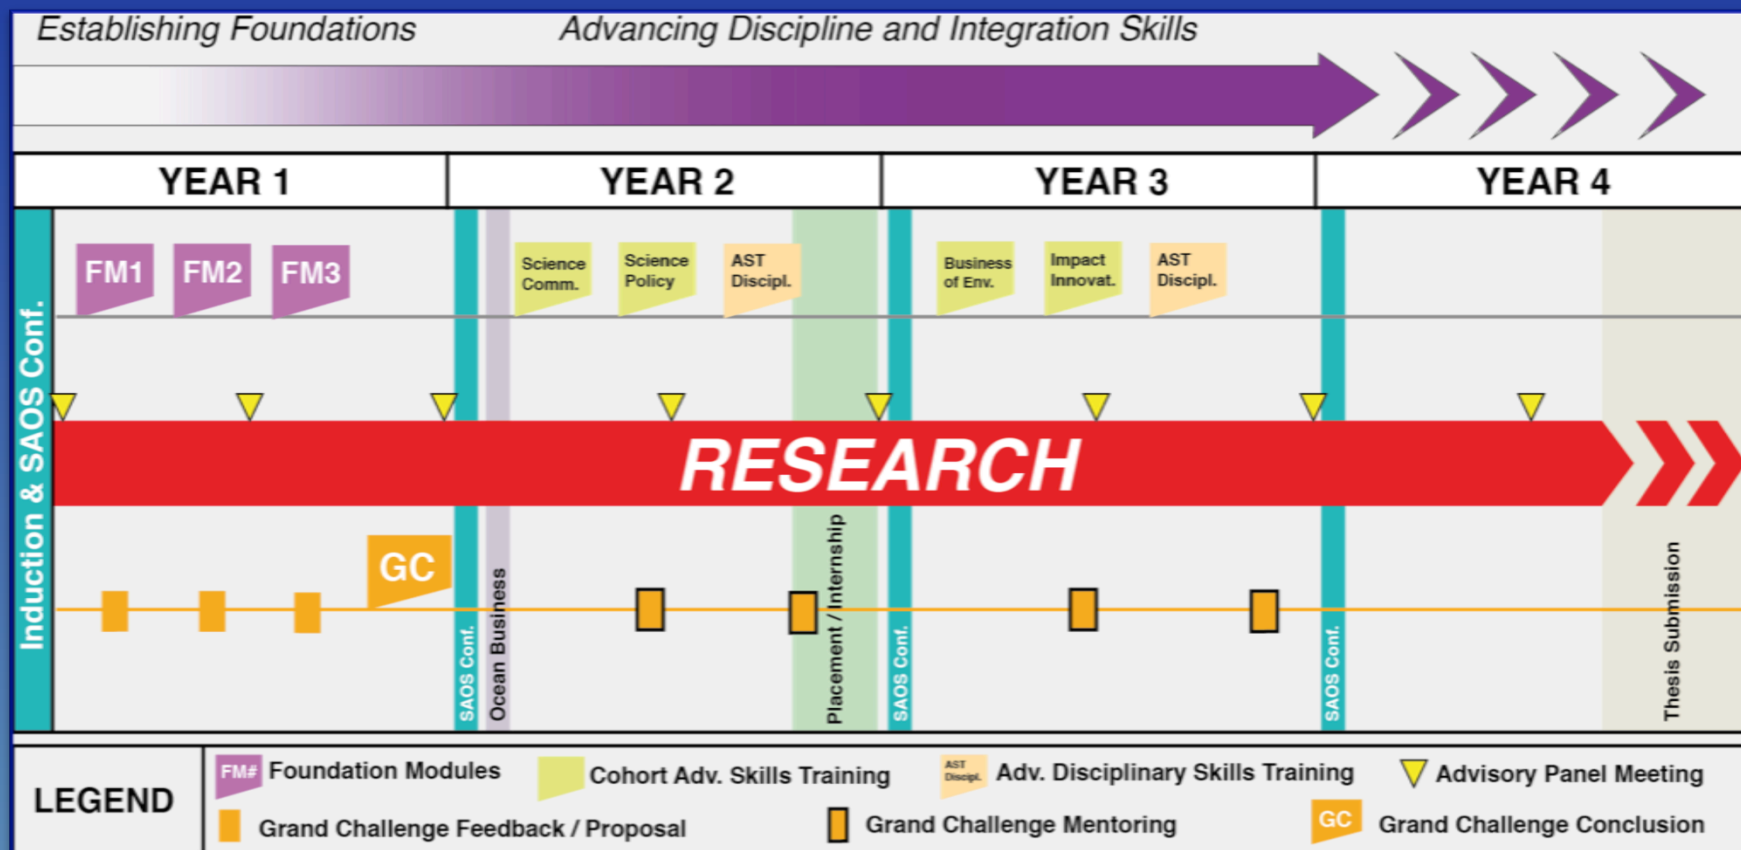 Establishing Foundations
Advancing Discipline and Integration Skills
YEAR 1
YEAR 2
YEAR 3
YEAR 4
Induction & SAOS Conf.
FM1
FM2
FM3
Science
Comm.
Science
Policy
AST
Discipl.
Business
of Env.
Impact
Innovat.
AST
Discipl.
RESEARCH
GC
SAOS Conf.
Ocean Business
Placement / Internship
SAOS Conf.
SAOS Conf.
Thesis Submission
LEGEND
FM#
Foundation Modules
Cohort Adv. Skills Training
AST
Discipl.
Adv. Disciplinary Skills Training
Advisory Panel Meeting
Grand Challenge Feedback / Proposal
Grand Challenge Mentoring
GC
Grand Challenge Conclusion